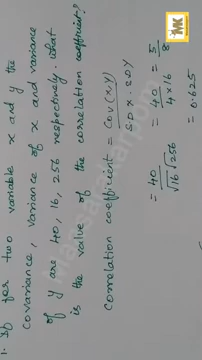 1. If for two variable x and y the
covariance, variance of x and variance
of y are 40, 16, 256 respectively. What
is the value of the correlation coefficient?
Correlation coefficient = Cov(x,y) / SDx . SDy
= 40 / √16 √256 = 40 / 4×16 = 5/8
= 0.625
MK